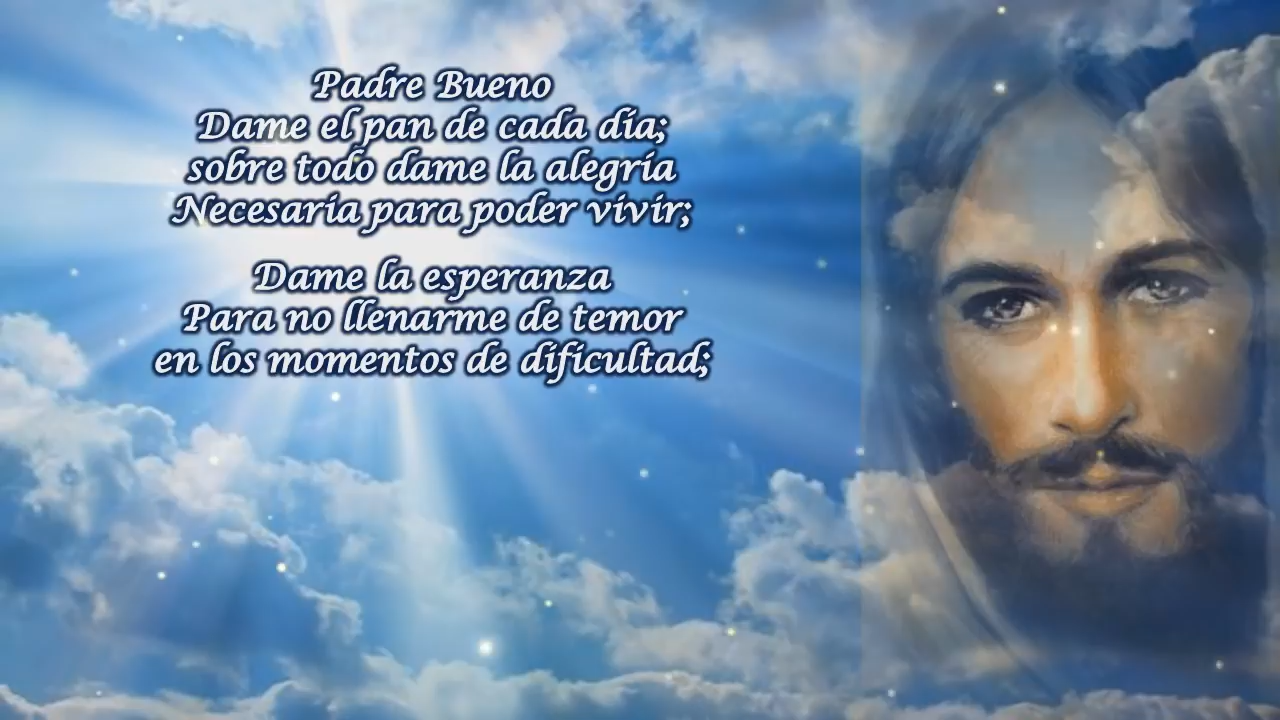 Padre Bueno
Dame el pan de cada día;
sobre todo dame la alegría
Necesaria para poder vivir;
Dame la esperanza
Para no llenarme de temor
en los momentos de dificultad;